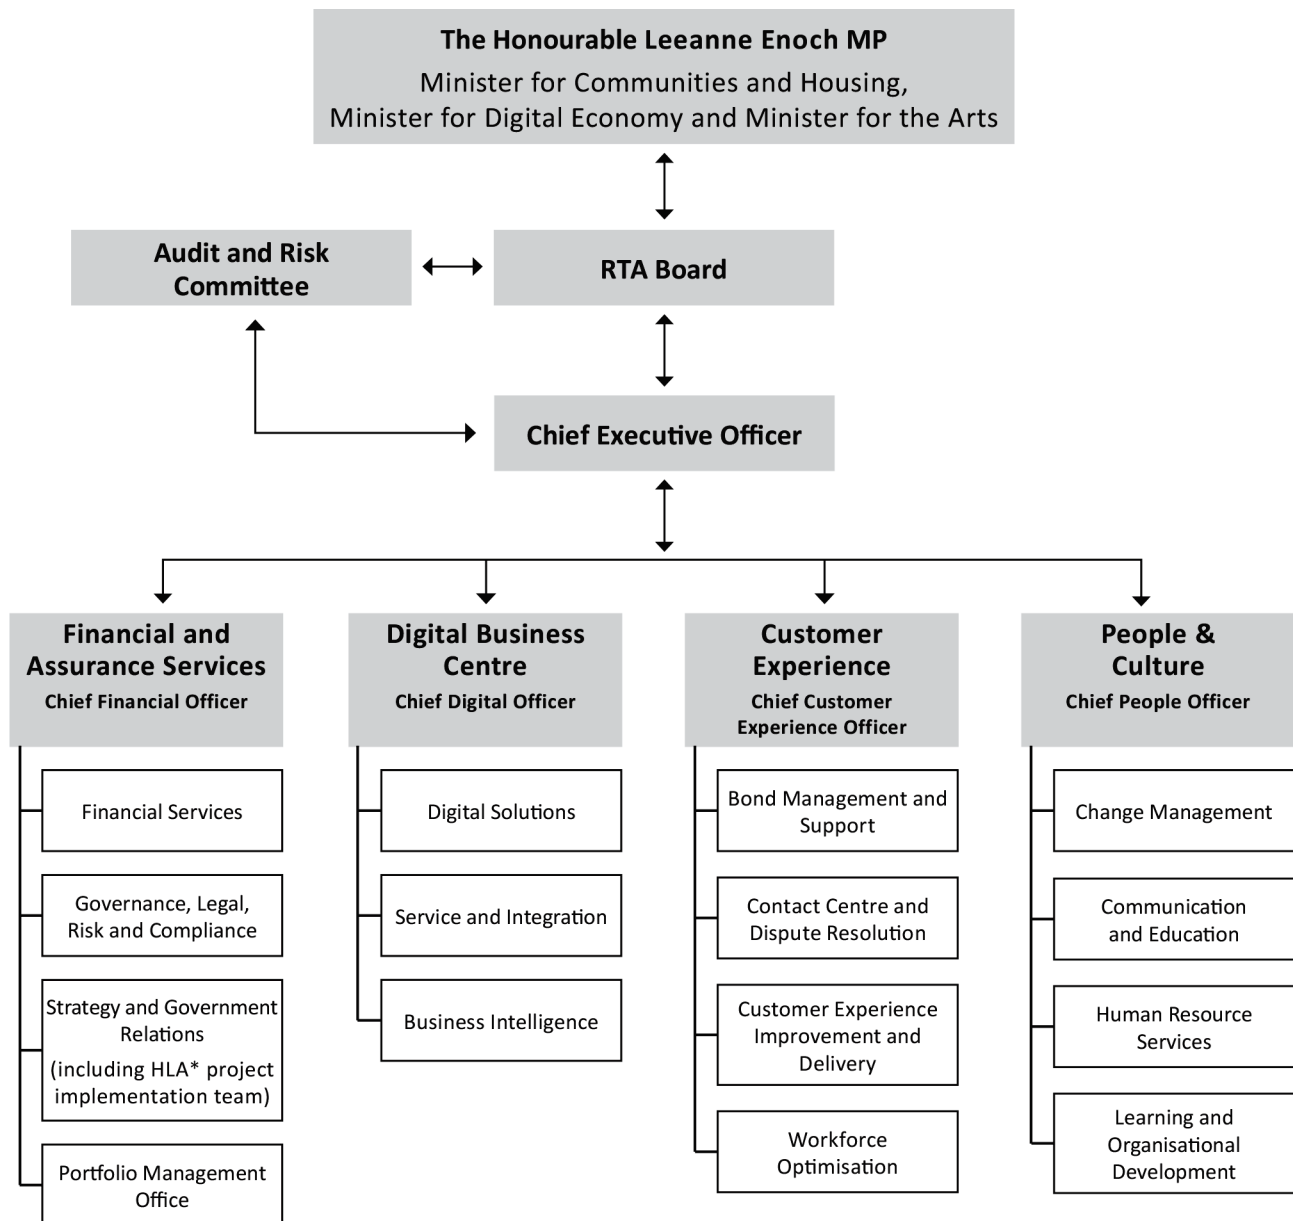 The Honourable Leeanne Enoch MP
Minister for Communities and Housing,
Minister for Digital Economy and Minister for the Arts
Audit and Risk
Committee
RTA Board
Chief Executive Officer
Financial and
Assurance Services
Chief Financial Officer
Financial Services
Governance, Legal,
Risk and Compliance
Strategy and Government
Relations
(including HLA* project
implementation team)
Portfolio Management
Office
Digital Business
Centre
Chief Digital Officer
Digital Solutions
Service and Integration
Business Intelligence
Customer
Experience
Chief Customer
Experience Officer
Bond Management and
Support
Contact Centre and
Dispute Resolution
Customer Experience
Improvement and
Delivery
Workforce
Optimisation
People &
Culture
Chief People Officer
Change Management
Communication
and Education
Human Resource
Services
Learning and
Organisational
Development